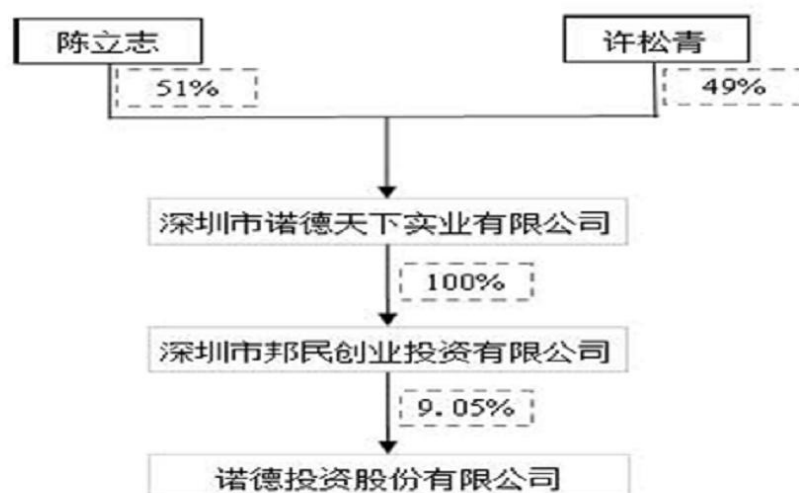 陈立志
许松青
51%
49%
深圳市诺德天下实业有限公司
100%
深圳市邦民创业投资有限公司
9.05%
诺德投资股份有限公司